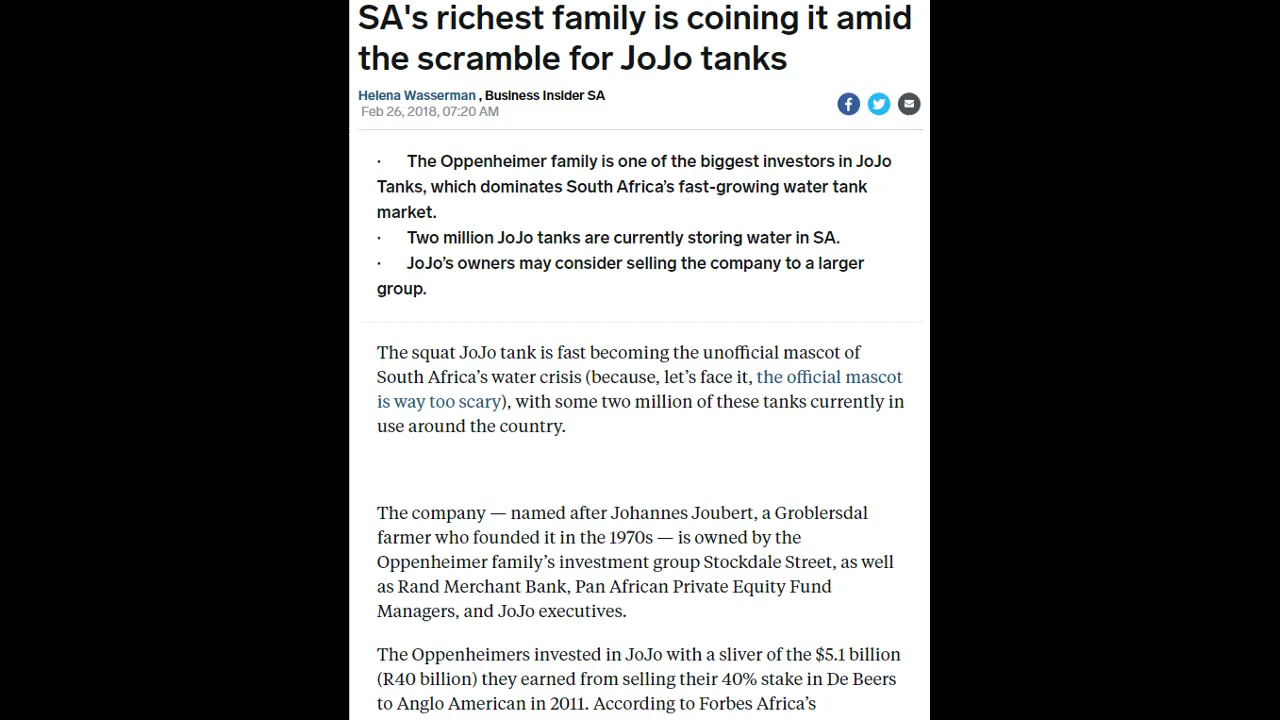 SA's richest family is coining it amid
the scramble for JoJo tanks
Helena Wasserman , Business Insider SA
Feb 26, 2018, 07:20 AM
· The Oppenheimer family is one of the biggest investors in JoJo
Tanks, which dominates South Africa's fast-growing water tank
market.
· Two million JoJo tanks are currently storing water in SA.
· JoJo's owners may consider selling the company to a larger
group.
The squat JoJo tank is fast becoming the unofficial mascot of
South Africa's water crisis (because, let's face it, the official mascot
is way too scary), with some two million of these tanks currently in
use around the country.
The company — named after Johannes Joubert, a Groblersdal
farmer who founded it in the 1970s — is owned by the
Oppenheimer family's investment group Stockdale Street, as well
as Rand Merchant Bank, Pan African Private Equity Fund
Managers, and JoJo executives.
The Oppenheimers invested in JoJo with a sliver of the $5.1 billion
(R40 billion) they earned from selling their 40% stake in De Beers
to Anglo American in 2011. According to Forbes Africa's